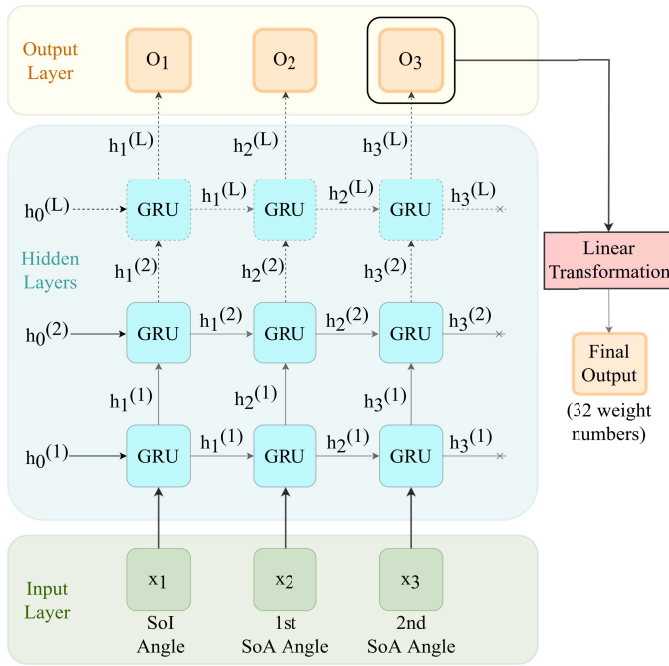 Output
Layer
O1
O2
O3
h1(L)
h2(L)
h3(L)
h0(L)
GRU
h1(L)
GRU
h2(L)
GRU
h3(L)
Hidden
Layers
h1(2)
h2(2)
h3(2)
Linear
Transformation
h0(2)
GRU
h1(2)
GRU
h2(2)
GRU
h3(2)
Final
Output
(32 weight
numbers)
h1(1)
h2(1)
h3(1)
h0(1)
GRU
h1(1)
GRU
h2(1)
GRU
h3(1)
Input
Layer
x1
x2
x3
SoI
Angle
1st
SoA Angle
2nd
SoA Angle